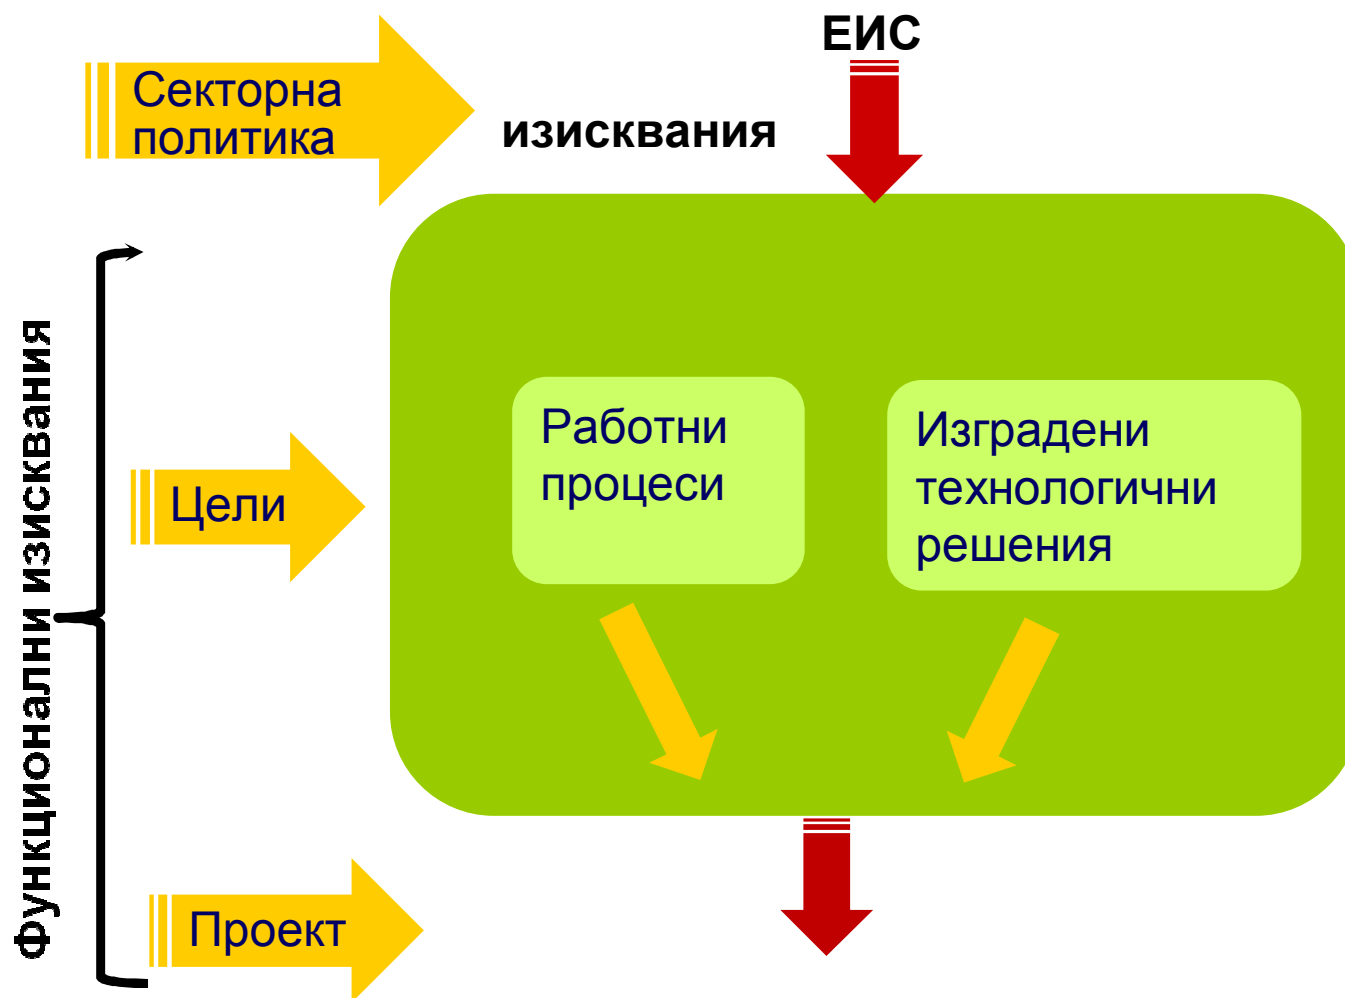 ЕИС
Секторна
политика
изисквания
Функционални изисквания
Работни
процеси
Изградени
технологични
решения
Цели
Проект